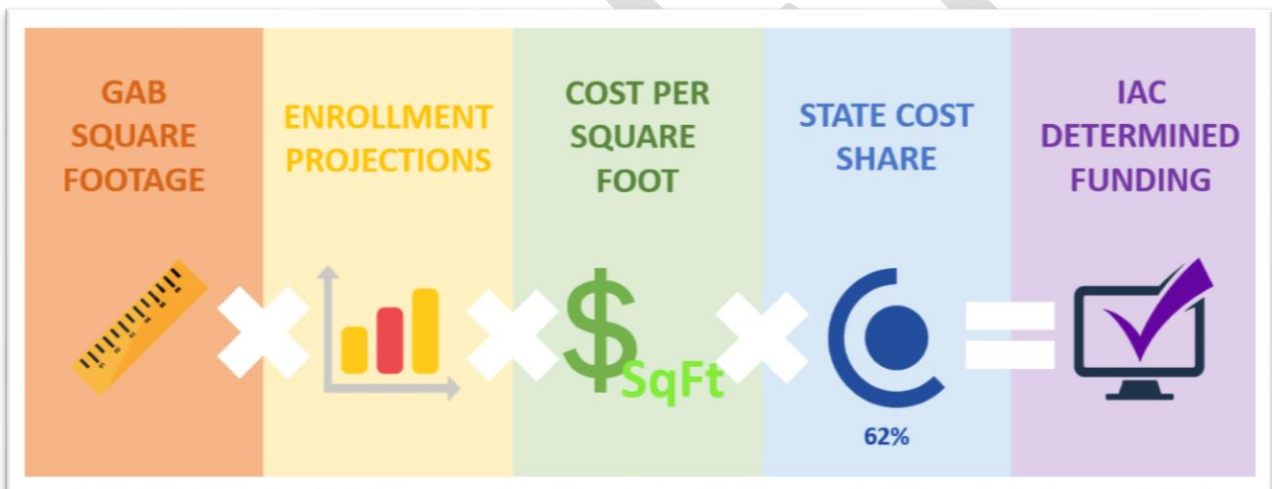 GAB
SQUARE
FOOTAGE
ENROLLMENT
PROJECTIONS
COST PER
SQUARE
FOOT
STATE COST
SHARE
IAC
DETERMINED
FUNDING
$
SqFt
62%